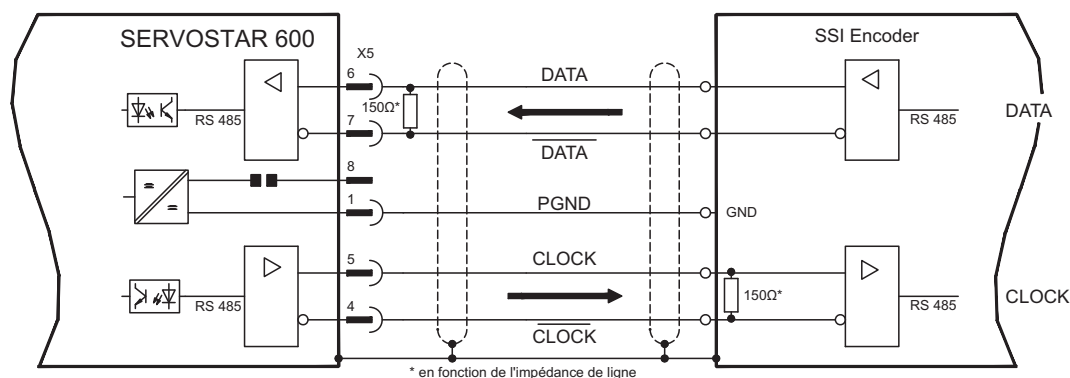 SERVOSTAR 600
X5
SSI Encoder
6
DATA
RS 485
150Ω*
RS 485
DATA
7
DATA
8
1
PGND
GND
5
CLOCK
RS 485
150Ω*
RS 485
CLOCK
4
CLOCK
* en fonction de l'impédance de ligne